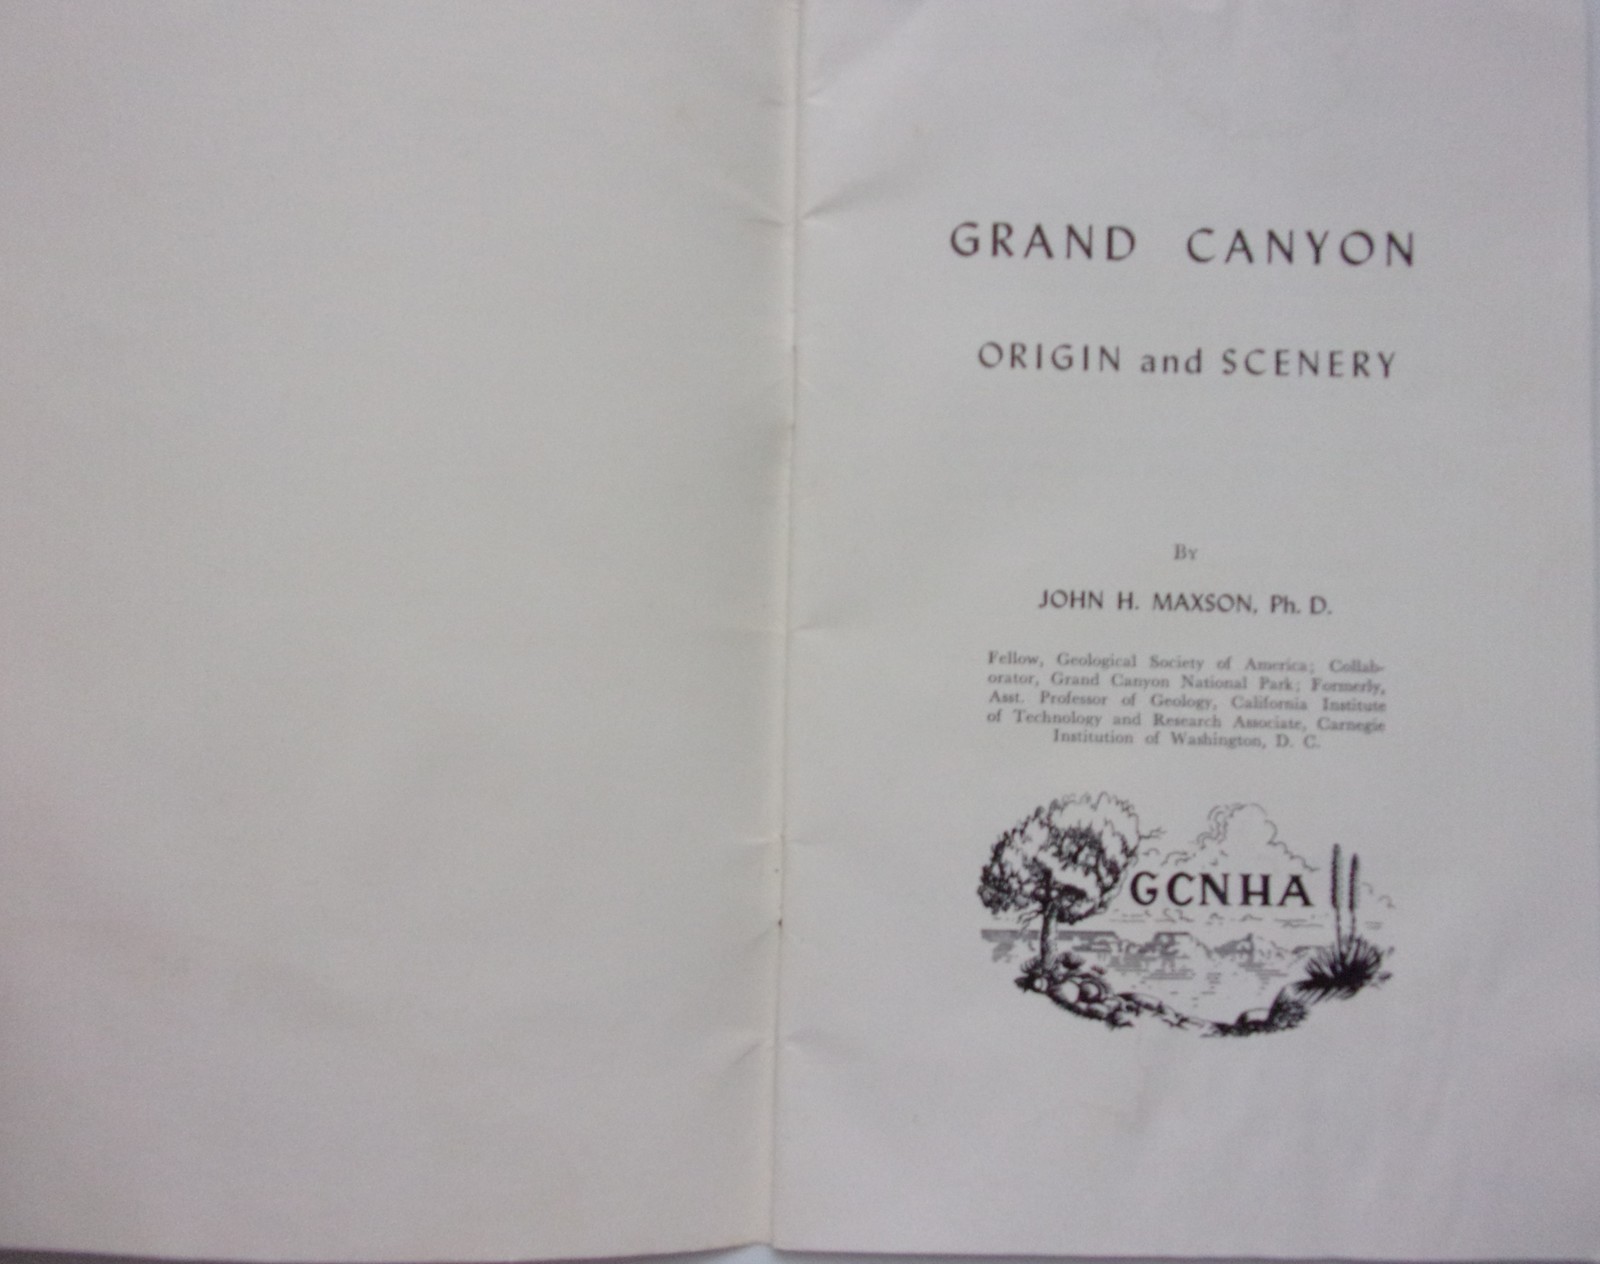 GRAND CANYON
ORIGIN and SCENERY
By
JOHN H. MAXSON, Ph. D.
Fellow, Geological Society of America; Collab-
orator, Grand Canyon National Park; Formerly,
Asst. Professor of Geology, California Institute
of Technology and Research Associate, Carnegie
Institution of Washington, D. C.
GCNHA